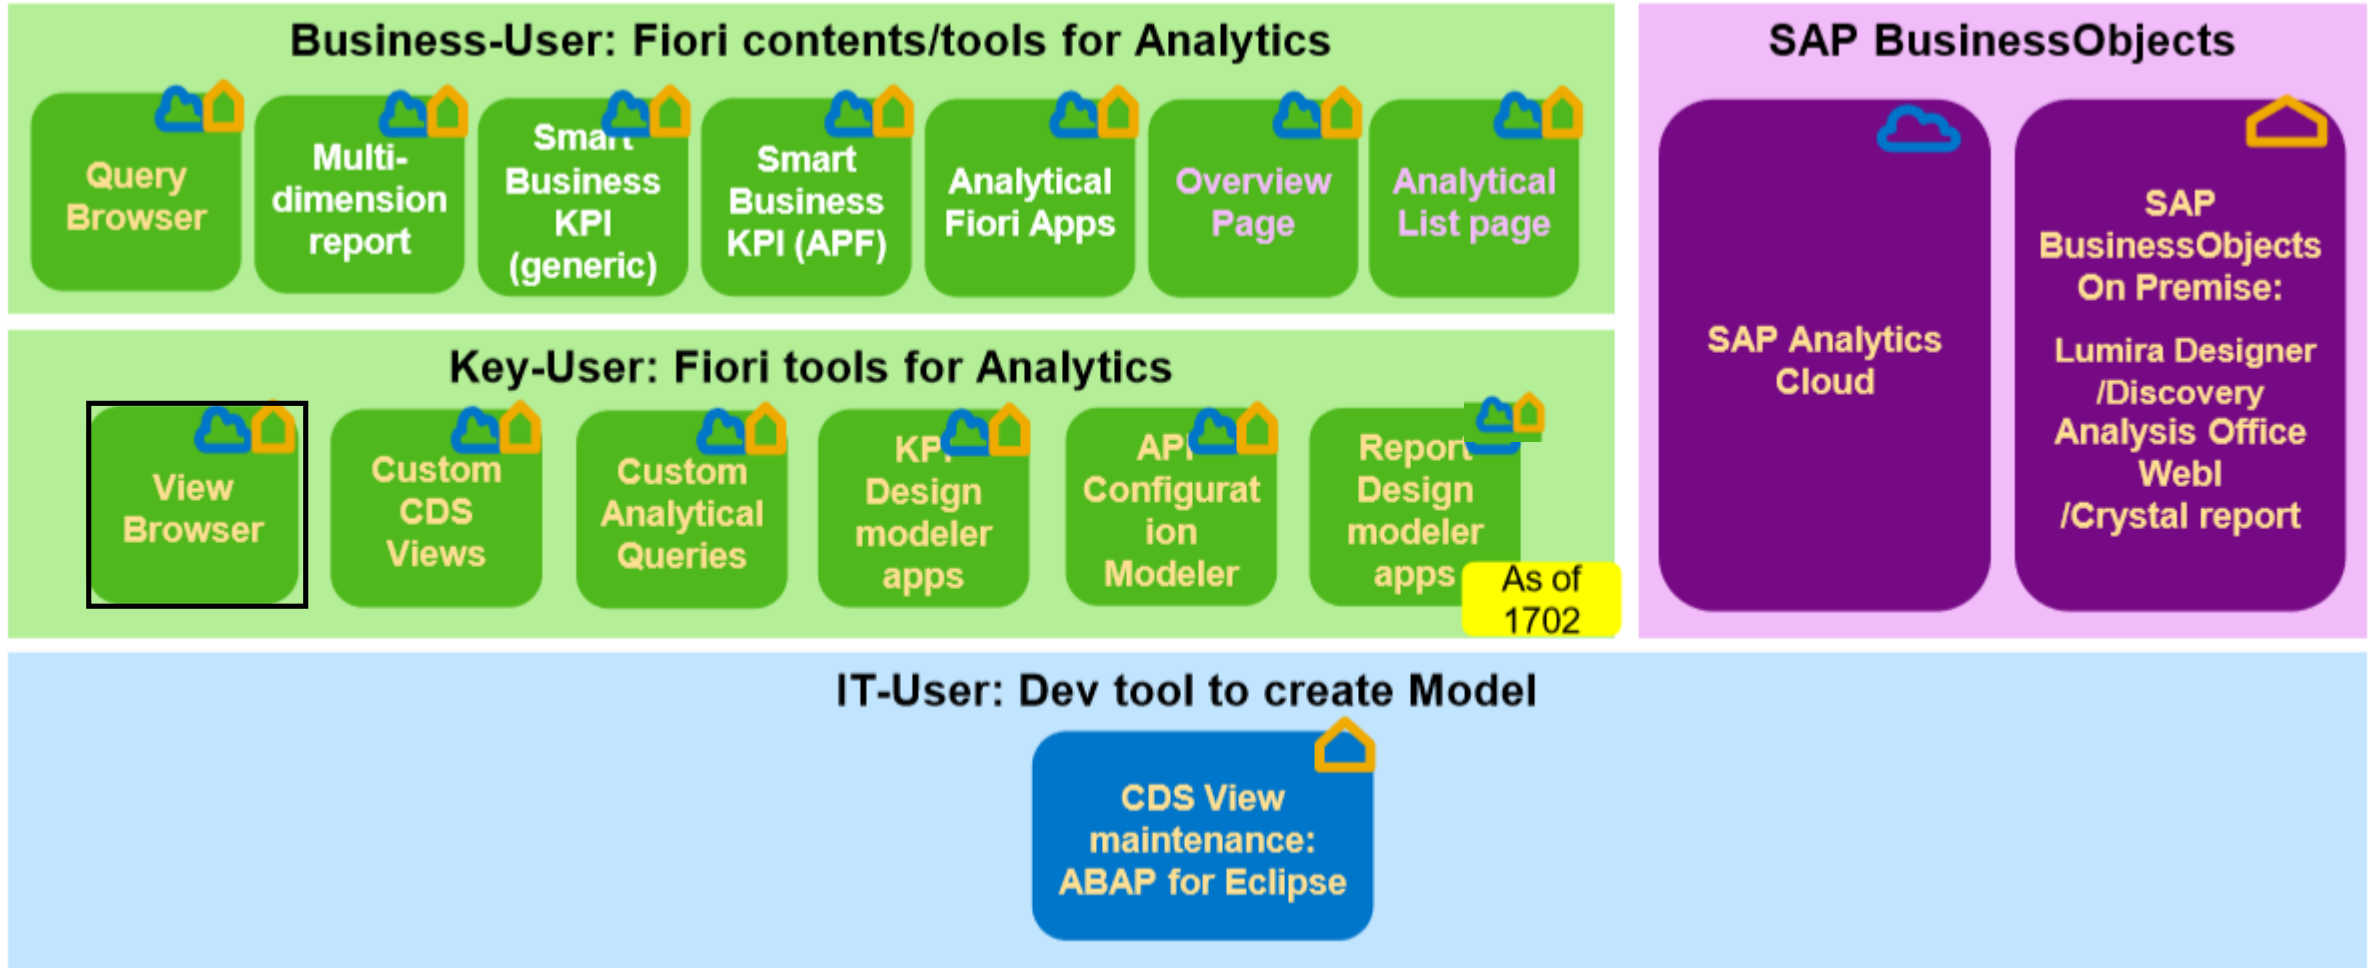 Business-User: Fiori contents/tools for Analytics
Query
Browser
Multi-
dimension
report
Smart
Business
KPI
(generic)
Smart
Business
KPI (APF)
Analytical
Fiori Apps
Overview
Page
Analytical
List page
SAP BusinessObjects
SAP Analytics
Cloud
SAP
BusinessObjects
On Premise:
Lumira Designer
/Discovery
Analysis Office
WebI
/Crystal report
Key-User: Fiori tools for Analytics
View
Browser
Custom
CDS
Views
Custom
Analytical
Queries
KPI
Design
modeler
apps
Configurat
ion
Modeler
Report
Design
modeler
apps
As of
1702
IT-User: Dev tool to create Model
CDS View
maintenance:
ABAP for Eclipse